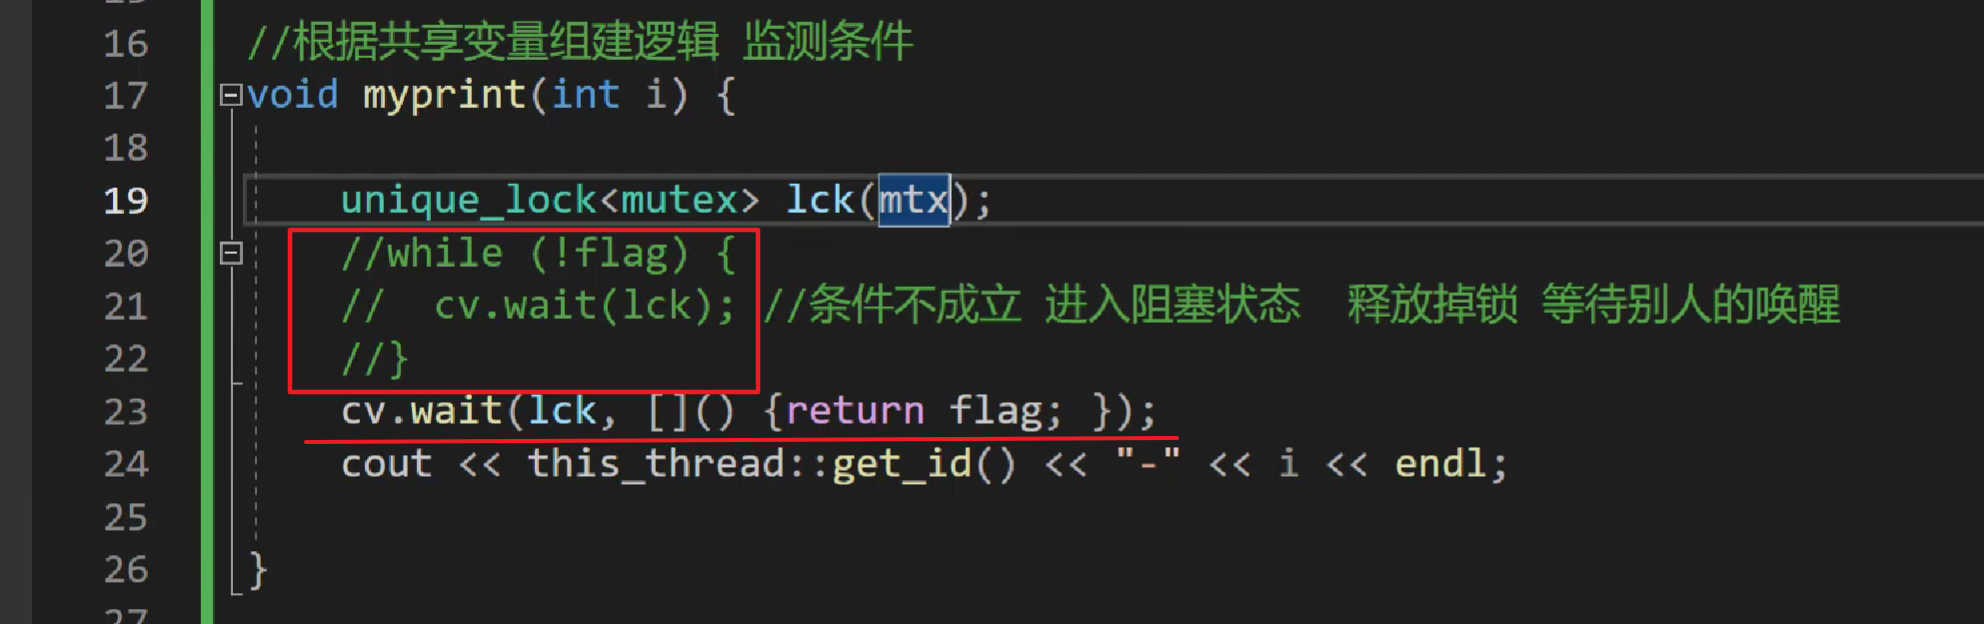 16 //根据共享变量组建逻辑 监测条件
17 void myprint(int i) {
18
19 unique_lock<mutex> lck(mtx);
20 //while (!flag) {
21 //  cv.wait(lck); //条件不成立 进入阻塞状态  释放掉锁 等待别人的唤醒
22 //}
23 cv.wait(lck, []() {return flag; });
24 cout << this_thread::get_id() << "-" << i << endl;
25
26 }
27